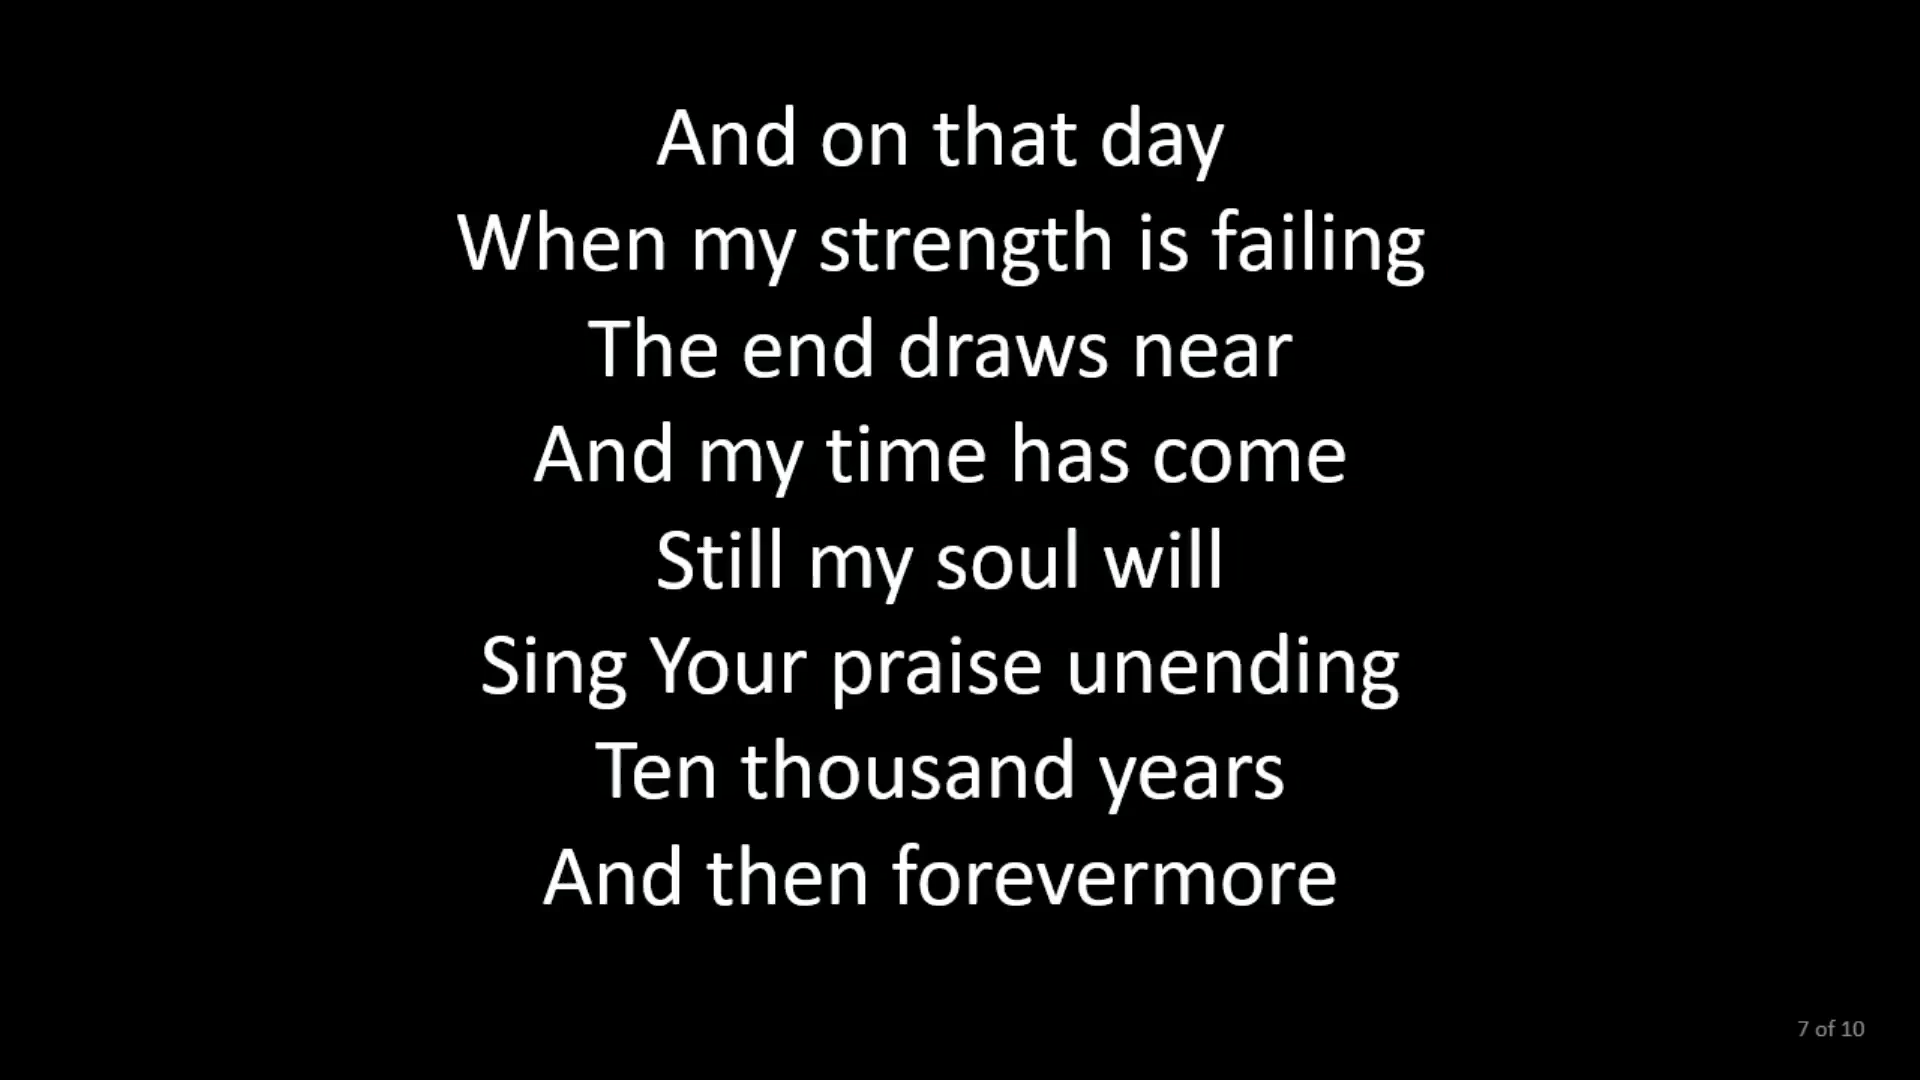 And on that day
When my strength is failing
The end draws near
And my time has come
Still my soul will
Sing Your praise unending
Ten thousand years
And then forevermore
7 of 10